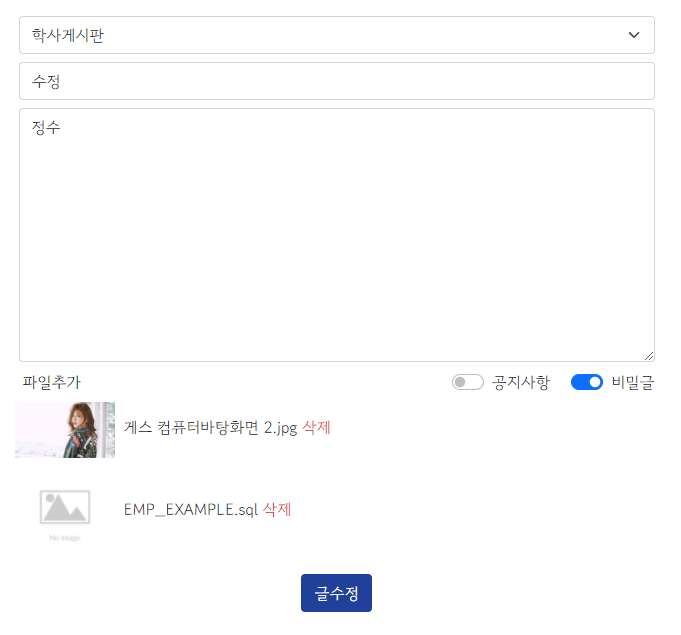 학사게시판
수정
정수
파일추가 공지사항 비밀글
게스 컴퓨터바탕화면 2.jpg 삭제
No image
EMP_EXAMPLE.sql 삭제
글수정